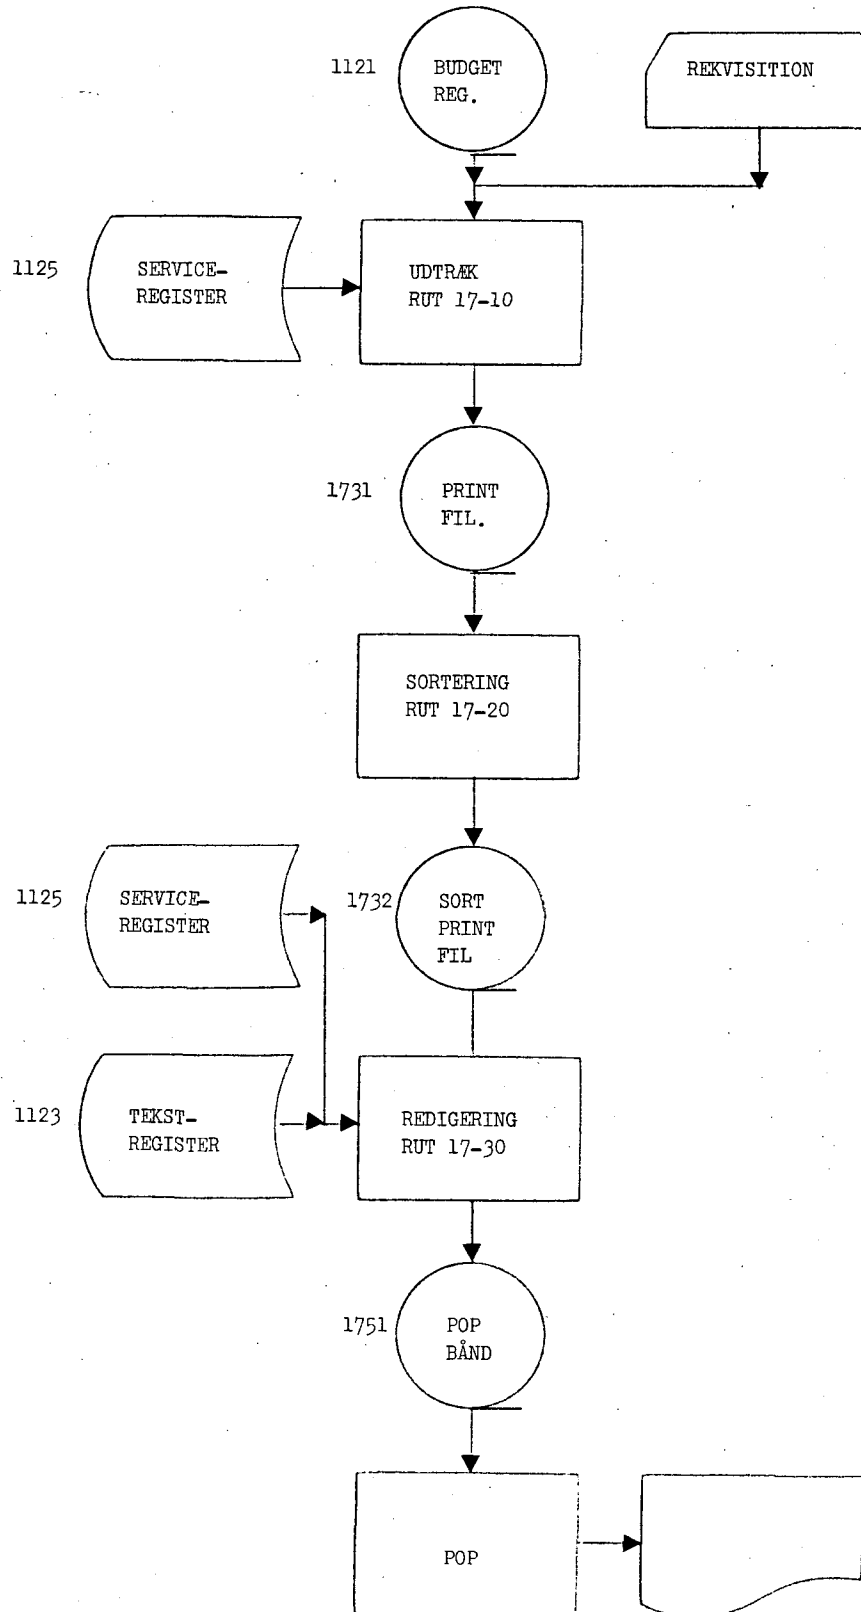 1121
BUDGET
REG.
REKVISITION
1125
SERVICE-
REGISTER
UDTRÆK
RUT 17-10
1731
PRINT
FIL.
SORTERING
RUT 17-20
1125
SERVICE-
REGISTER
1732
SORT
PRINT
FIL
1123
TEKST-
REGISTER
REDIGERING
RUT 17-30
1751
POP
BÅND
POP